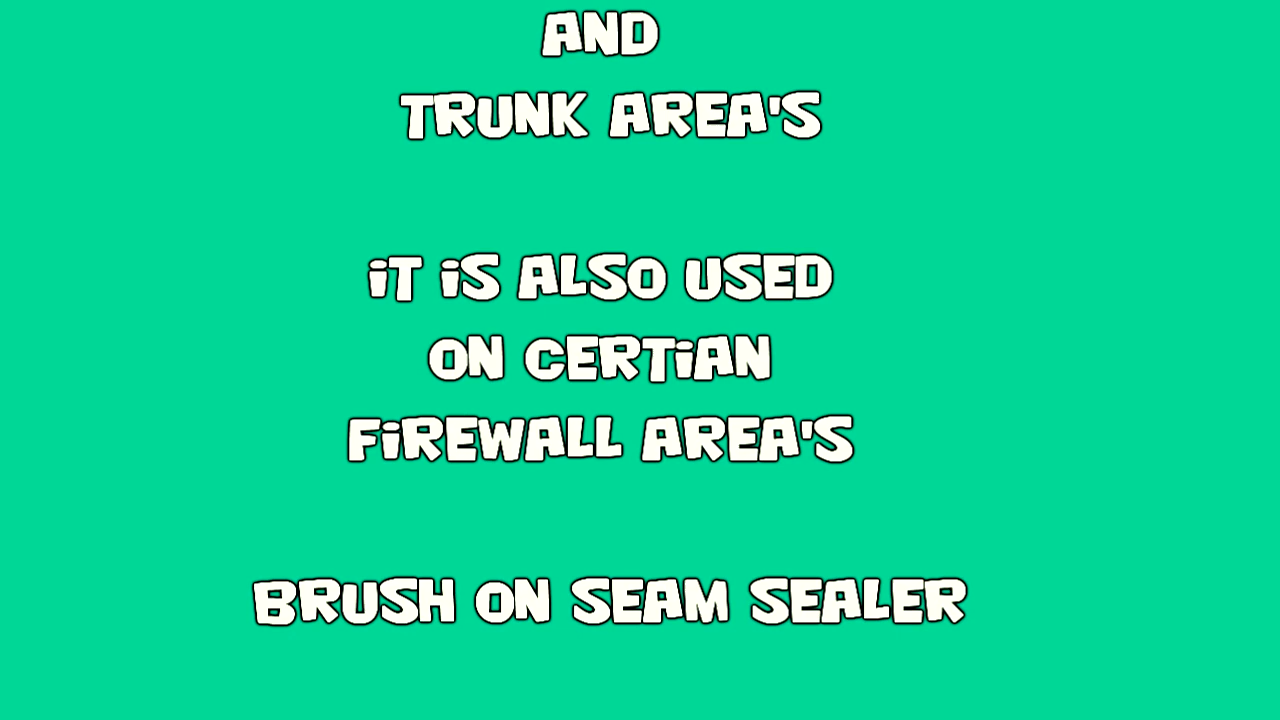 AND
TRUNK AREA'S
iT iS ALSO USED
ON CERTiAN
FiREWALL AREA'S
BRUSH ON SEAM SEALER